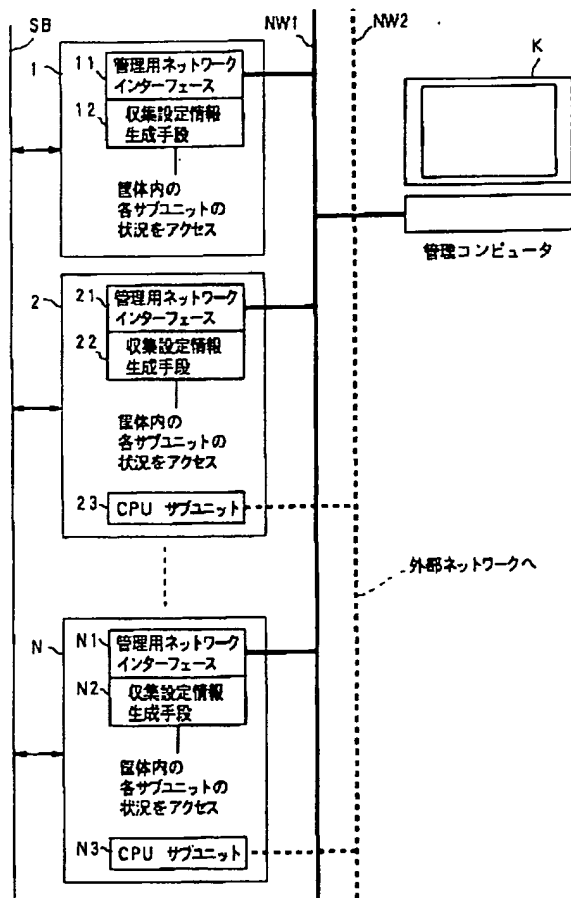 SB
NW1
NW2
1
11
管理用ネットワーク
インターフェース
12
収集設定情報
生成手段
筐体内の
各サブユニットの
状況をアクセス
K
管理コンピュータ
2
21
管理用ネットワーク
インターフェース
22
収集設定情報
生成手段
筐体内の
各サブユニットの
状況をアクセス
23
CPU サブユニット
外部ネットワークへ
N
N1
管理用ネットワーク
インターフェース
N2
収集設定情報
生成手段
筐体内の
各サブユニットの
状況をアクセス
N3
CPU サブユニット